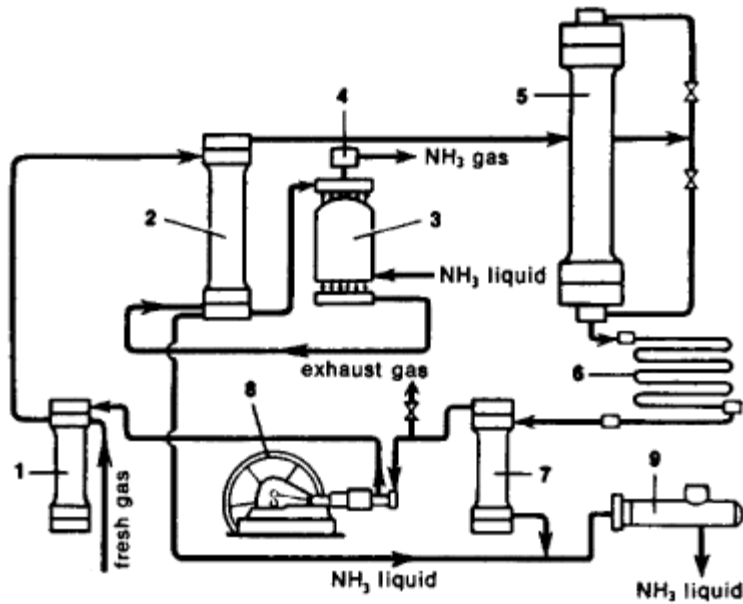 4
5
NH₃ gas
2
3
NH₃ liquid
exhaust gas
6
8
1
7
9
fresh gas
NH₃ liquid
NH₃ liquid